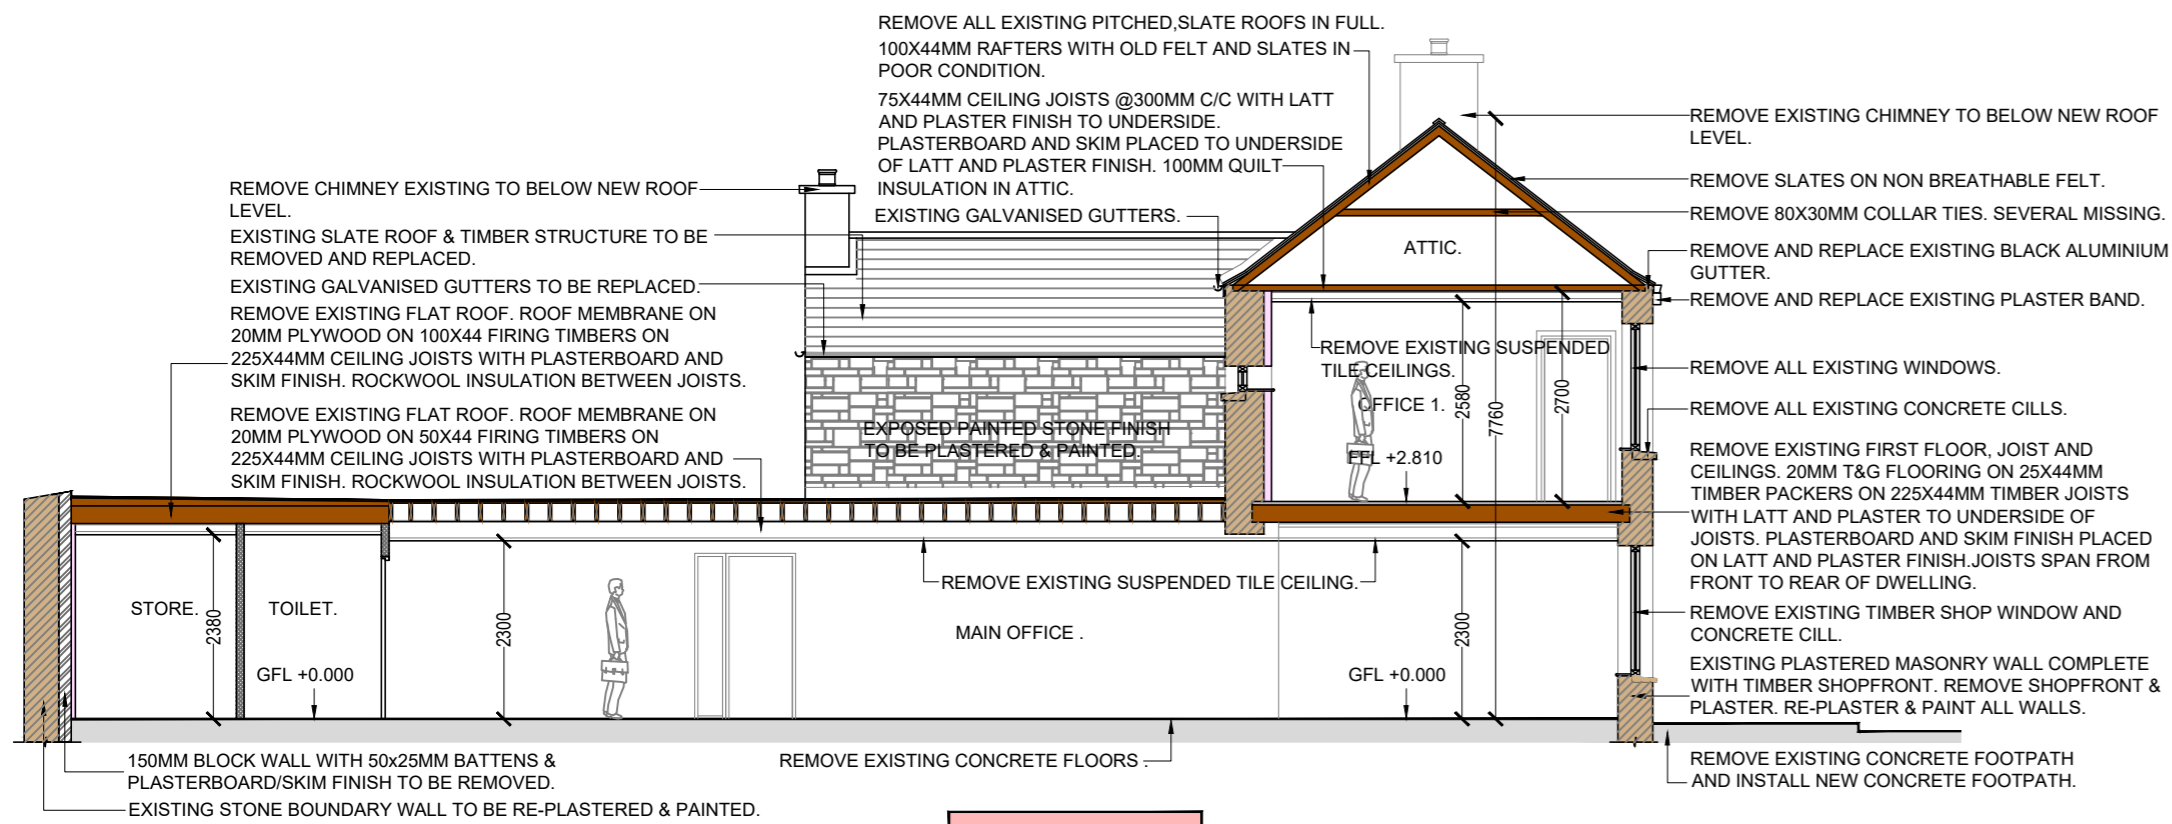 REMOVE ALL EXISTING PITCHED,SLATE ROOFS IN FULL.
100X44MM RAFTERS WITH OLD FELT AND SLATES IN
POOR CONDITION.
75X44MM CEILING JOISTS @300MM C/C WITH LATT
AND PLASTER FINISH TO UNDERSIDE.
PLASTERBOARD AND SKIM PLACED TO UNDERSIDE
OF LATT AND PLASTER FINISH. 100MM QUILT
INSULATION IN ATTIC.
EXISTING GALVANISED GUTTERS.
REMOVE CHIMNEY EXISTING TO BELOW NEW ROOF
LEVEL.
EXISTING SLATE ROOF & TIMBER STRUCTURE TO BE
REMOVED AND REPLACED.
EXISTING GALVANISED GUTTERS TO BE REPLACED.
REMOVE EXISTING FLAT ROOF. ROOF MEMBRANE ON
20MM PLYWOOD ON 100X44 FIRING TIMBERS ON
225X44MM CEILING JOISTS WITH PLASTERBOARD AND
SKIM FINISH. ROCKWOOL INSULATION BETWEEN JOISTS.
REMOVE EXISTING FLAT ROOF. ROOF MEMBRANE ON
20MM PLYWOOD ON 50X44 FIRING TIMBERS ON
225X44MM CEILING JOISTS WITH PLASTERBOARD AND
SKIM FINISH. ROCKWOOL INSULATION BETWEEN JOISTS.
EXPOSED PAINTED STONE FINISH
TO BE PLASTERED & PAINTED.
ATTIC.
REMOVE EXISTING SUSPENDED
TILE CEILINGS.
OFFICE 1.
2580
7760
2700
FFL +2.810
REMOVE EXISTING CHIMNEY TO BELOW NEW ROOF
LEVEL.
REMOVE SLATES ON NON BREATHABLE FELT.
REMOVE 80X30MM COLLAR TIES. SEVERAL MISSING.
REMOVE AND REPLACE EXISTING BLACK ALUMINIUM
GUTTER.
REMOVE AND REPLACE EXISTING PLASTER BAND.
REMOVE ALL EXISTING WINDOWS.
REMOVE ALL EXISTING CONCRETE CILLS.
REMOVE EXISTING FIRST FLOOR, JOIST AND
CEILINGS. 20MM T&G FLOORING ON 25X44MM
TIMBER PACKERS ON 225X44MM TIMBER JOISTS
WITH LATT AND PLASTER TO UNDERSIDE OF
JOISTS. PLASTERBOARD AND SKIM FINISH PLACED
ON LATT AND PLASTER FINISH.JOISTS SPAN FROM
FRONT TO REAR OF DWELLING.
REMOVE EXISTING TIMBER SHOP WINDOW AND
CONCRETE CILL.
EXISTING PLASTERED MASONRY WALL COMPLETE
WITH TIMBER SHOPFRONT. REMOVE SHOPFRONT &
PLASTER. RE-PLASTER & PAINT ALL WALLS.
REMOVE EXISTING CONCRETE FOOTPATH
AND INSTALL NEW CONCRETE FOOTPATH.
REMOVE EXISTING SUSPENDED TILE CEILING.
STORE.
2380
TOILET.
GFL +0.000
2300
MAIN OFFICE .
2300
GFL +0.000
150MM BLOCK WALL WITH 50x25MM BATTENS &
PLASTERBOARD/SKIM FINISH TO BE REMOVED.
EXISTING STONE BOUNDARY WALL TO BE RE-PLASTERED & PAINTED.
REMOVE EXISTING CONCRETE FLOORS .